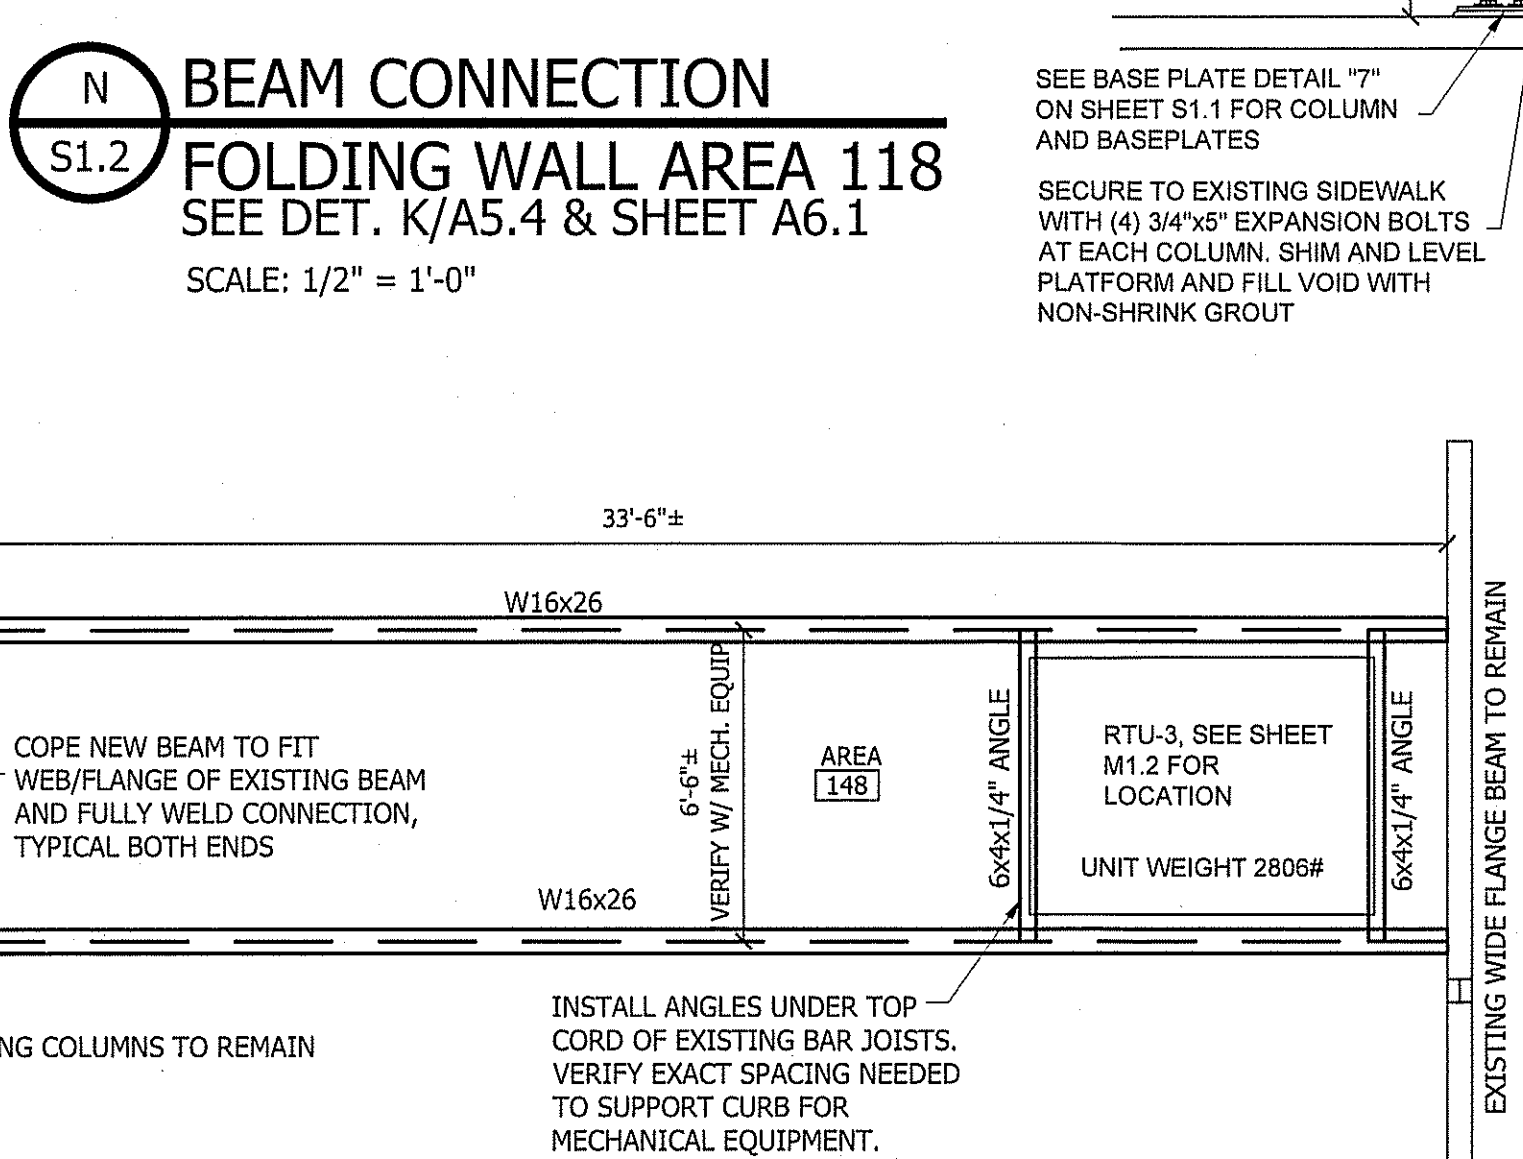 N
S1.2
BEAM CONNECTION
FOLDING WALL AREA 118
SEE DET. K/A5.4 & SHEET A6.1
SCALE: 1/2" = 1'-0"
SEE BASE PLATE DETAIL "7"
ON SHEET S1.1 FOR COLUMN
AND BASEPLATES
SECURE TO EXISTING SIDEWALK
WITH (4) 3/4"x5" EXPANSION BOLTS
AT EACH COLUMN. SHIM AND LEVEL
PLATFORM AND FILL VOID WITH
NON-SHRINK GROUT
33'-6"±
W16x26
COPE NEW BEAM TO FIT
WEB/FLANGE OF EXISTING BEAM
AND FULLY WELD CONNECTION,
TYPICAL BOTH ENDS
6'-6"±
VERIFY W/ MECH. EQUIP
AREA
148
6x4x1/4" ANGLE
RTU-3, SEE SHEET
M1.2 FOR
LOCATION
UNIT WEIGHT 2806#
6x4x1/4" ANGLE
EXISTING WIDE FLANGE BEAM TO REMAIN
W16x26
INSTALL ANGLES UNDER TOP
CORD OF EXISTING BAR JOISTS.
VERIFY EXACT SPACING NEEDED
TO SUPPORT CURB FOR
MECHANICAL EQUIPMENT.
NG COLUMNS TO REMAIN